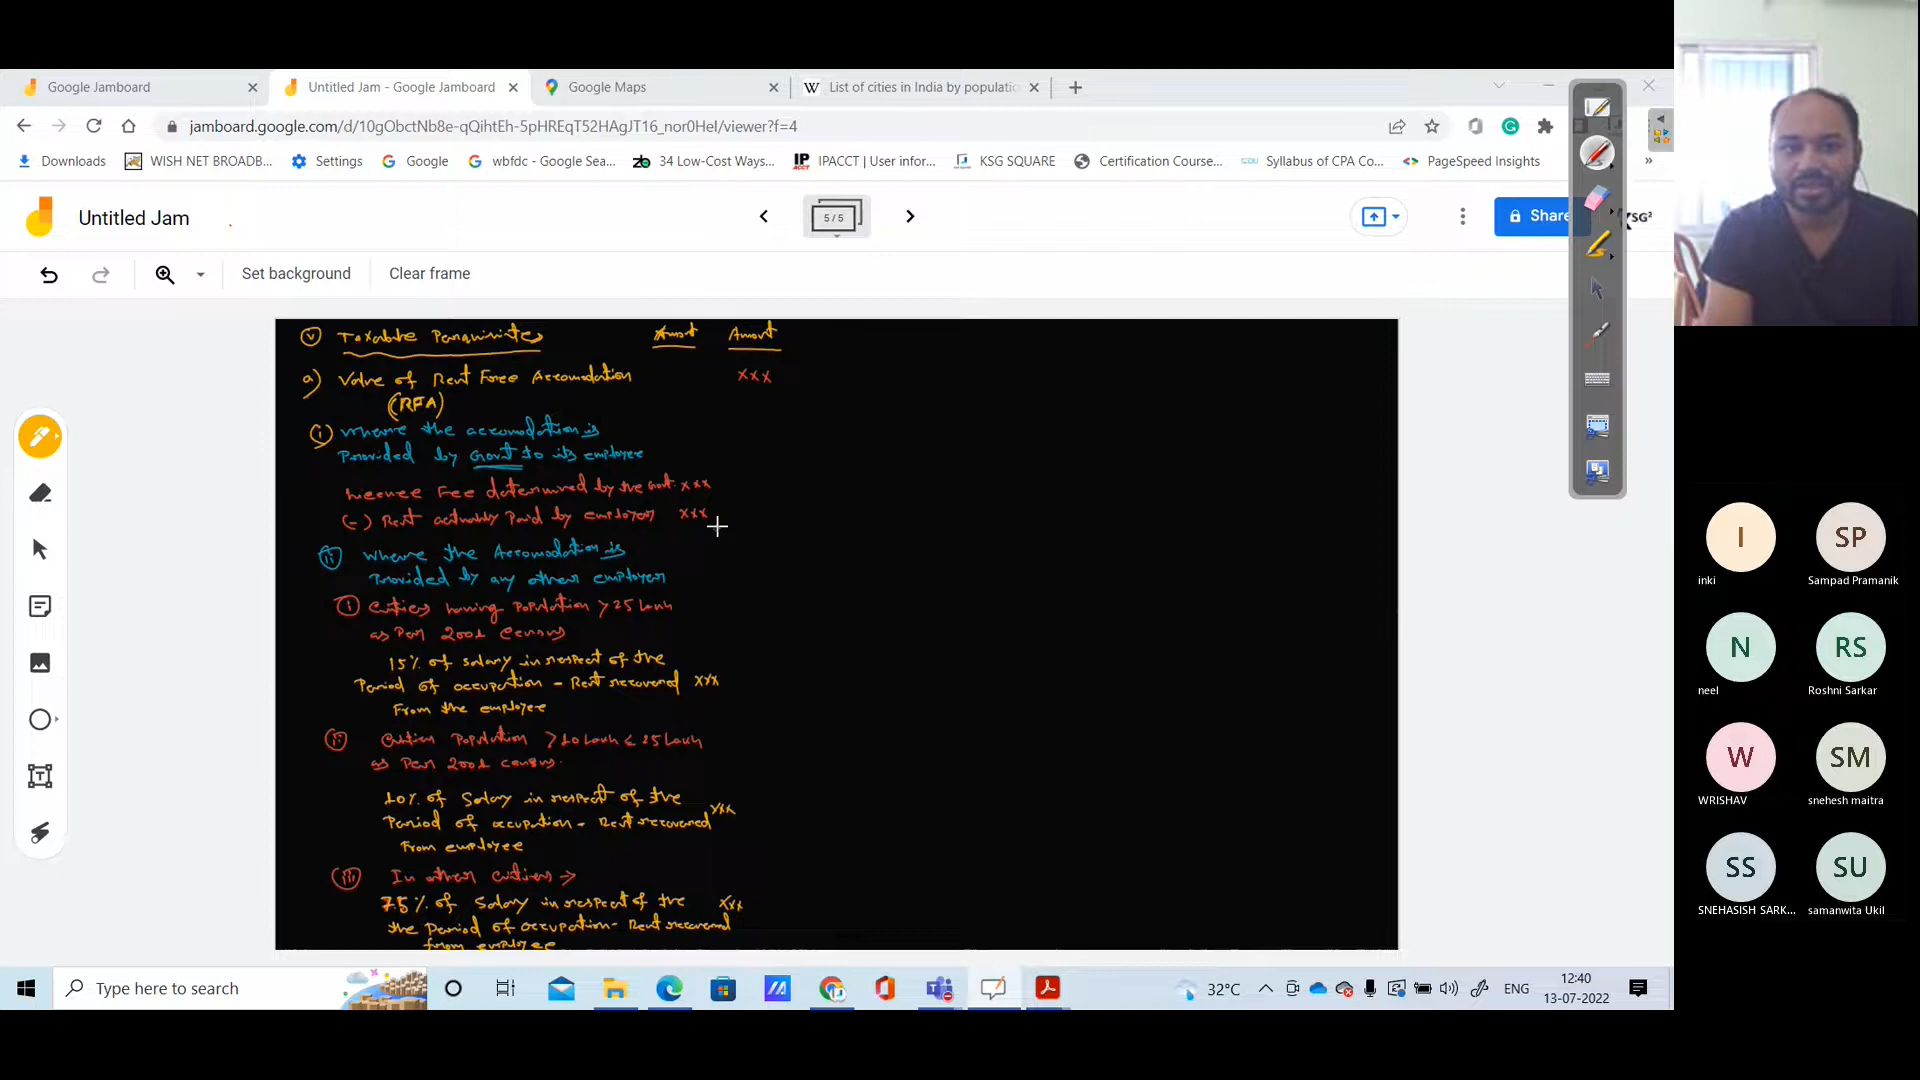 Google Jamboard
Untitled Jam - Google Jamboard
Google Maps
List of cities in India by populatio
jamboard.google.com/d/10gObctNb8e-qQihtEh-5pHREqT52HAgJT16_nor0HeI/viewer?f=4
Downloads
WISH NET BROADB...
Settings
Google
wbfdc - Google Sea...
34 Low-Cost Ways...
IPACCT | User infor...
KSG SQUARE
Certification Course...
Syllabus of CPA Co...
PageSpeed Insights
»
Untitled Jam
5 / 5
Share
KSG²
Set background
Clear frame
(v) Taxable Perquisites Amount Amount
a) Value of Rent Free Accomodation xxx
(RFA)
(i) Where the accomodation is
Provided by Govt to its employee
Licence Fee determined by the Govt. xxx
(-) Rent actually Paid by employee xxx
(ii) Where the Accomodation is
Provided by any other employer
(i) Cities having Population > 25 Lakh
as Per 2001 Census
15% of salary in respect of the
Period of occupation - Rent recovered xxx
From the employee
(ii) Cities Population > 10 Lakh ≤ 25 Lakh
as Per 2001 census.
10% of Salary in respect of the
Period of occupation - Rent recovered xxx
From employee
(iii) In other cities →
7.5% of Salary in respect of the xxx
the period of occupation - Rent recovered
from employee
I
inki
SP
Sampad Pramanik
N
neel
RS
Roshni Sarkar
W
WRISHAV
SM
snehesh maitra
SS
SNEHASISH SARK...
SU
samanwita Ukil
Type here to search
32°C
ENG
12:40
13-07-2022